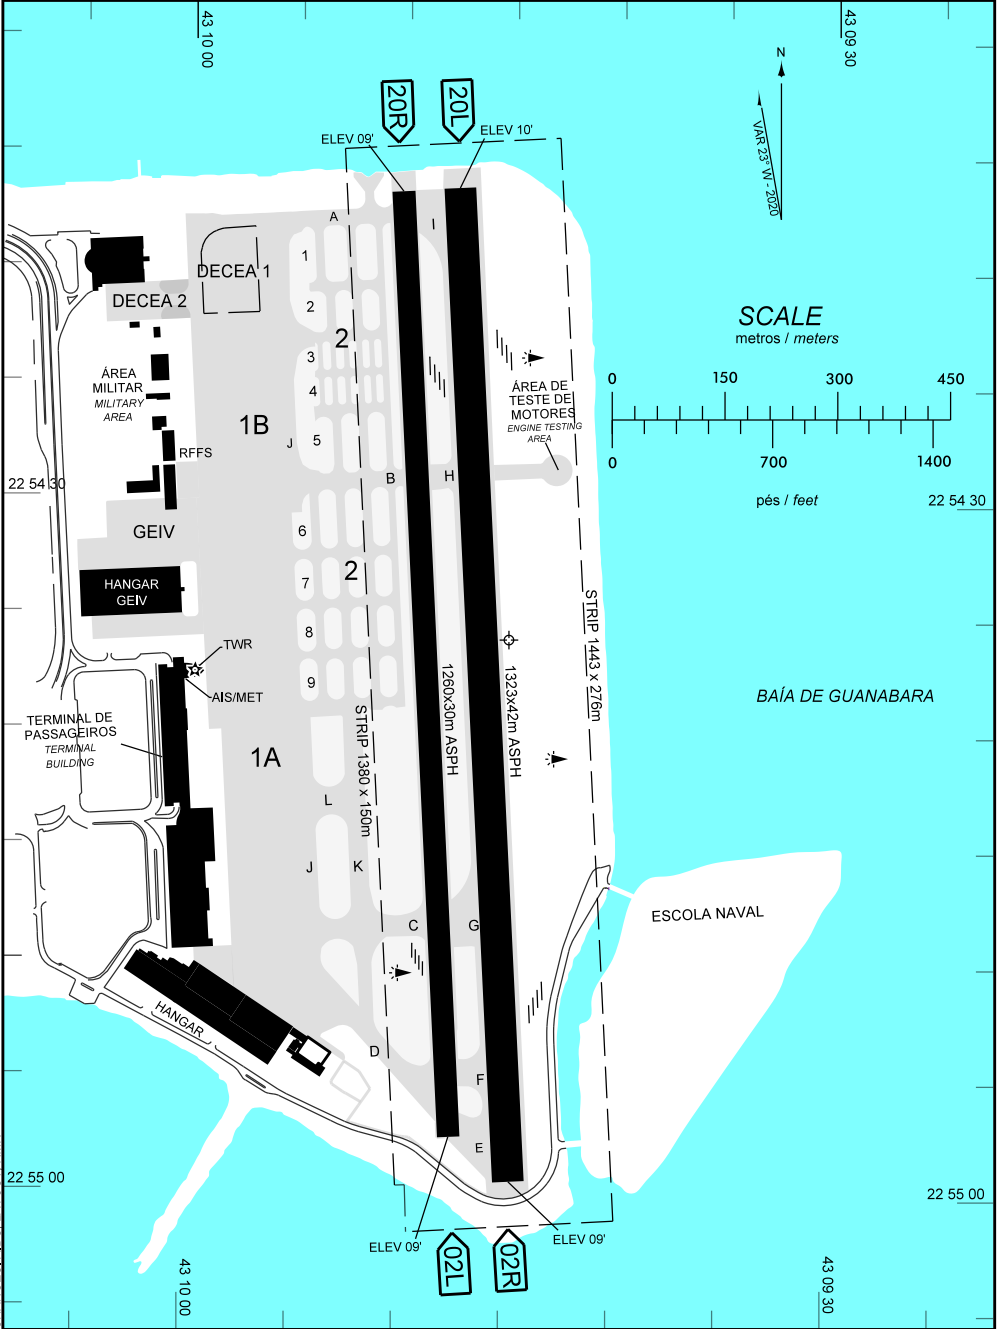 43 10 00
43 09 30
N
VAR 23° W - 2020
20R
20L
ELEV 09'
ELEV 10'
A
I
1
DECEA 1
DECEA 2
2
2
SCALE
metros / meters
3
ÁREA
MILITAR
MILITARY
AREA
4
ÁREA DE
TESTE DE
MOTORES
ENGINE TESTING
AREA
0 150 300 450
1B
J
5
RFFS
0 700 1400
B
H
22 54 30
pés / feet
22 54 30
GEIV
6
2
HANGAR
GEIV
7
STRIP 1443 x 276m
8
TWR
9
AIS/MET
1260x30m ASPH
1323x42m ASPH
BAÍA DE GUANABARA
TERMINAL DE
PASSAGEIROS
TERMINAL
BUILDING
STRIP 1380 x 150m
1A
L
J
K
C
G
ESCOLA NAVAL
HANGAR
D
F
E
22 55 00
22 55 00
ELEV 09'
ELEV 09'
02L
02R
43 10 00
43 09 30